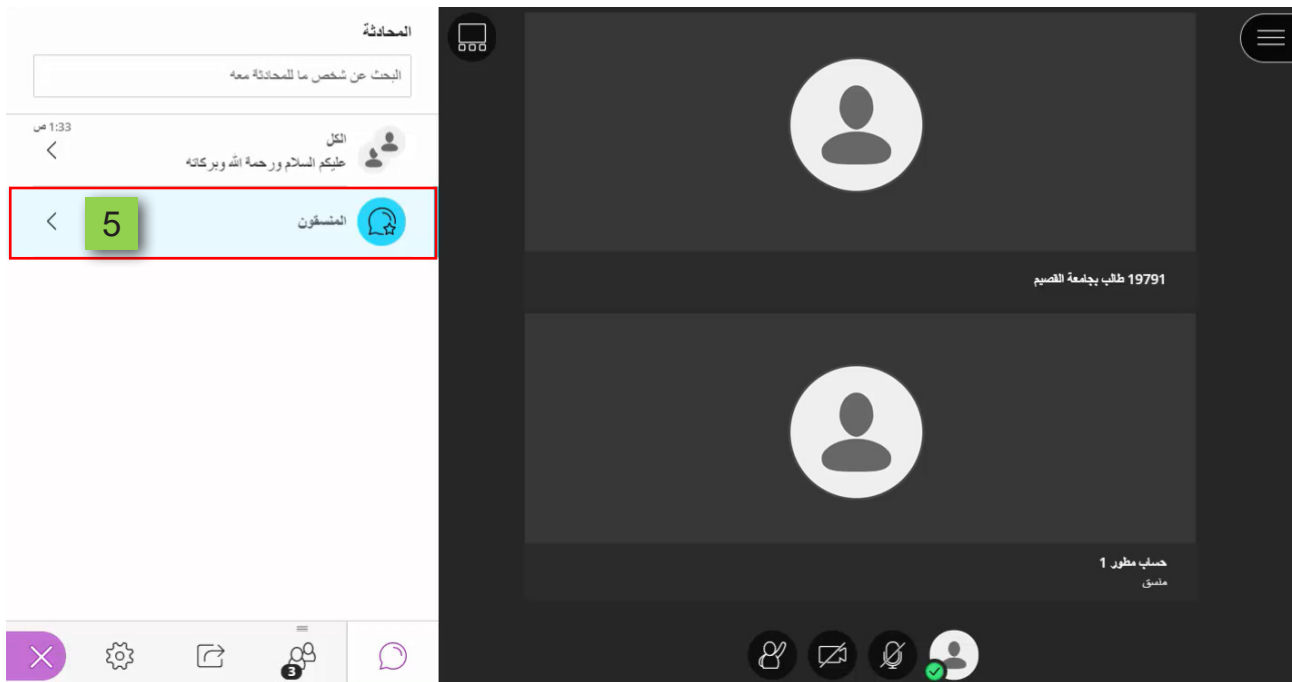 المحادثة
البحث عن شخص ما للمحادثة معه
الكل
1:33 ص
عليكم السلام ورحمة الله وبركاته
المنسقون
5
19791 طالب بجامعة القصيم
حساب مطور 1
منسق
3